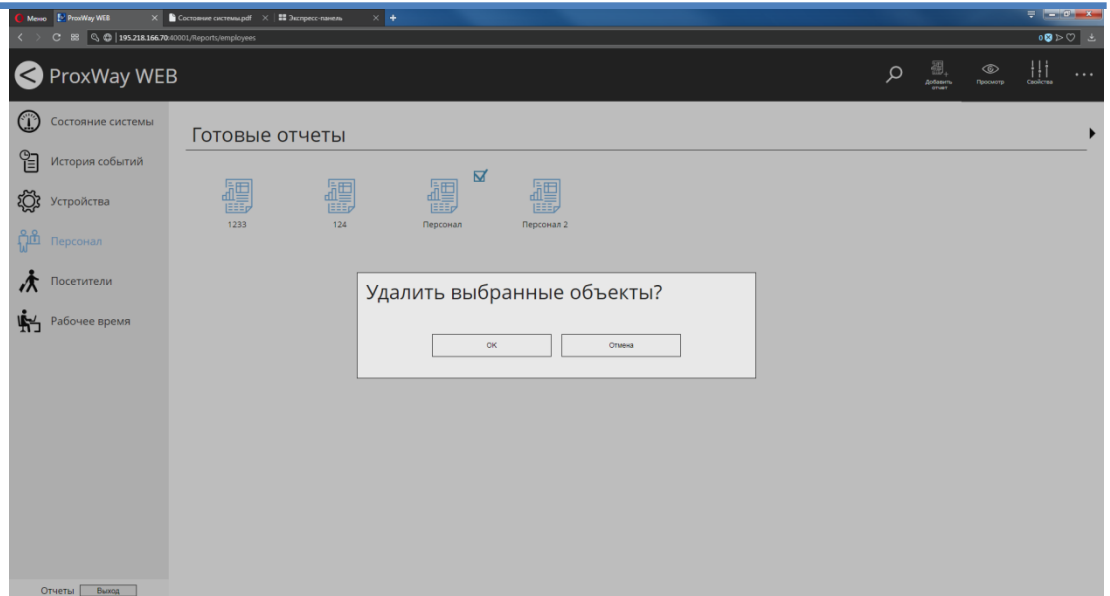 Меню ProxWay WEB Состояние системы.pdf Экспресс-панель
195.218.166.70:40001/Reports/employees 0
ProxWay WEB
Добавить отчет Просмотр Свойства
Состояние системы
История событий
Устройства
Персонал
Посетители
Рабочее время
Готовые отчеты
1233 124 Персонал Персонал 2
Удалить выбранные объекты?
OK Отмена
Отчеты Выход